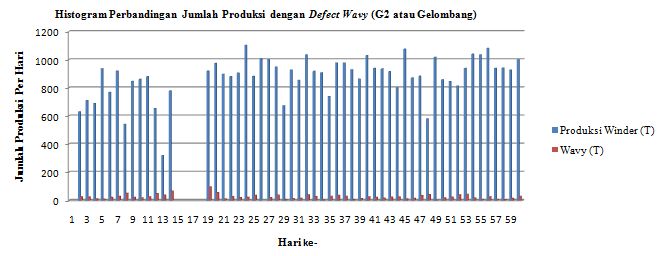 Histogram Perbandingan Jumlah Produksi dengan Defect Wavy (G2 atau Gelombang)
1200
1000
800
600
400
200
0
Jumlah Produksi Per Hari
1 3 5 7 9 11 13 15 17 19 21 23 25 27 29 31 33 35 37 39 41 43 45 47 49 51 53 55 57 59
Hari ke-
Produksi Winder (T)
Wavy (T)